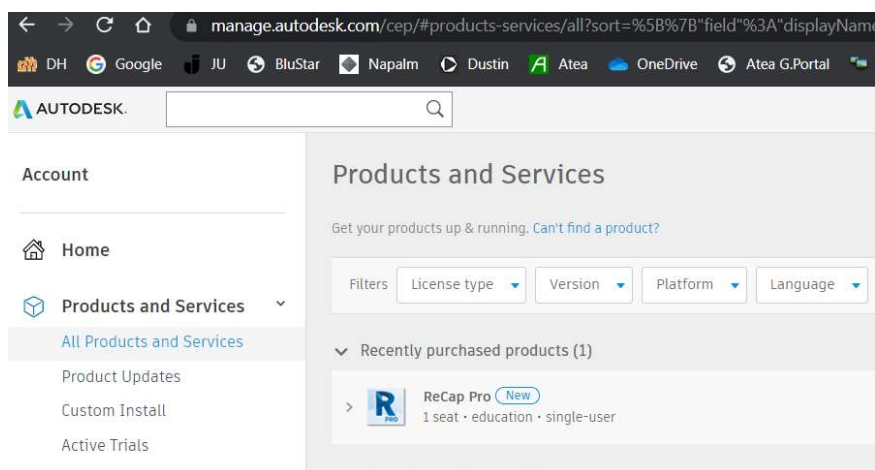 manage.autodesk.com/cep/#products-services/all?sort=%5B%7B"field"%3A"displayName
DH Google JU BluStar Napalm Dustin Atea OneDrive Atea G.Portal
AUTODESK.
Account
Home
Products and Services
All Products and Services
Product Updates
Custom Install
Active Trials
Products and Services
Get your products up & running. Can't find a product?
Filters License type Version Platform Language
Recently purchased products (1)
R PRO
ReCap Pro New
1 seat · education · single-user